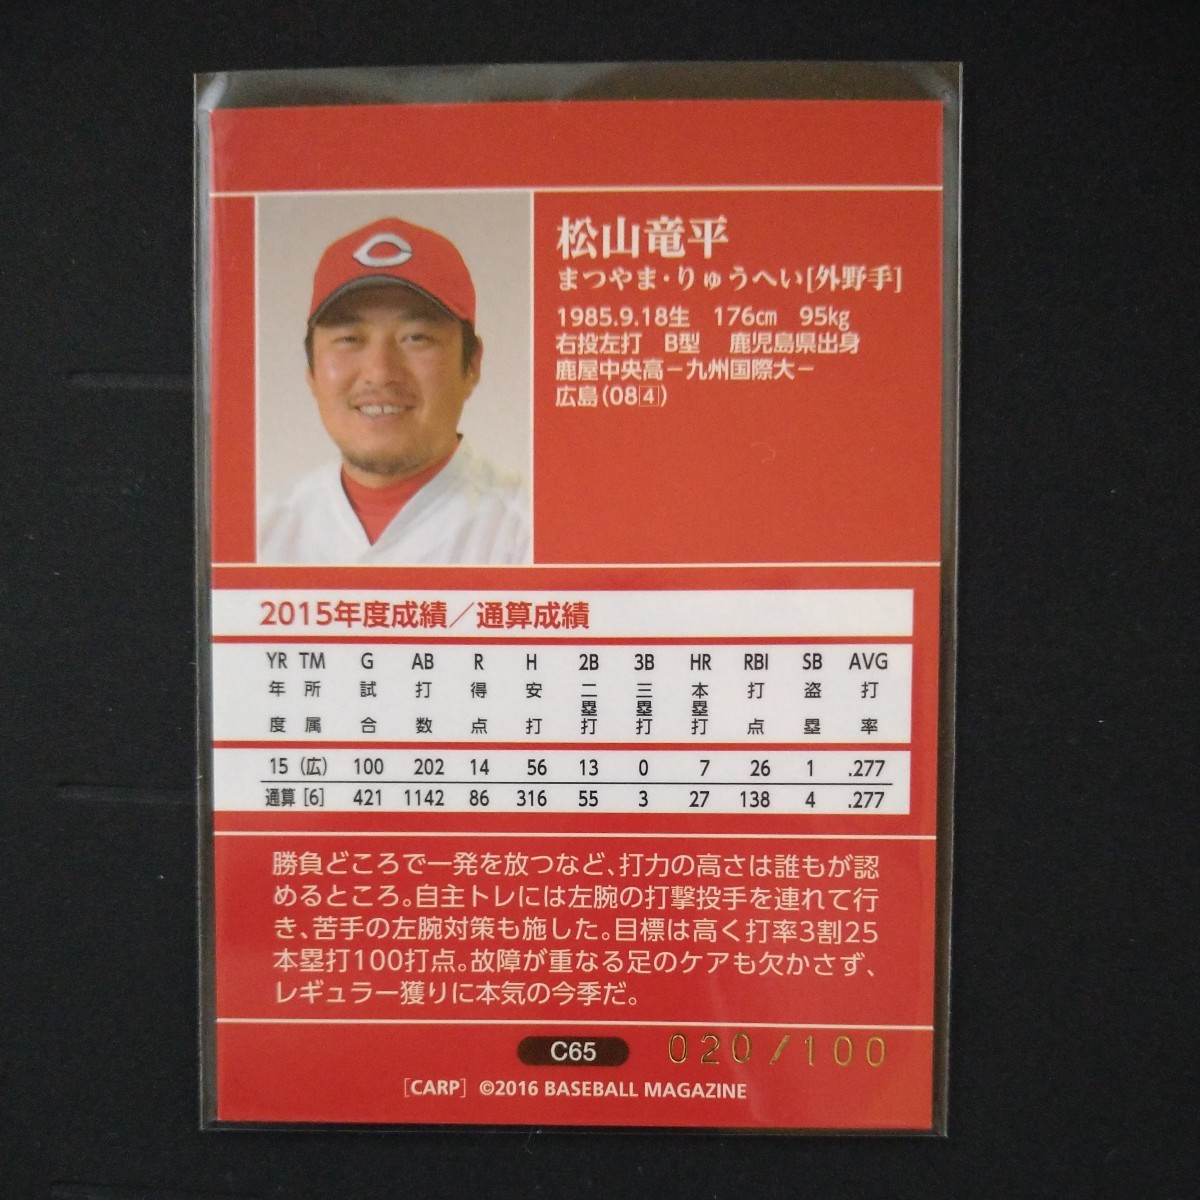 松山竜平
まつやま・りゅうへい[外野手]
1985.9.18生 176㎝ 95㎏
右投左打 B型 鹿児島県出身
鹿屋中央高－九州国際大－
広島(08[4])
2015年度成績／通算成績
YR TM G AB R H 2B 3B HR RBI SB AVG
年度 所属 試合 打数 得点 安打 二塁打 三塁打 本塁打 打点 盗塁 打率
15 (広) 100 202 14 56 13 0 7 26 1 .277
通算 [6] 421 1142 86 316 55 3 27 138 4 .277
勝負どころで一発を放つなど、打力の高さは誰もが認
めるところ。自主トレには左腕の打撃投手を連れて行
き、苦手の左腕対策も施した。目標は高く打率3割25
本塁打100打点。故障が重なる足のケアも欠かさず、
レギュラー獲りに本気の今季だ。
C65 020/100
[CARP] ©2016 BASEBALL MAGAZINE